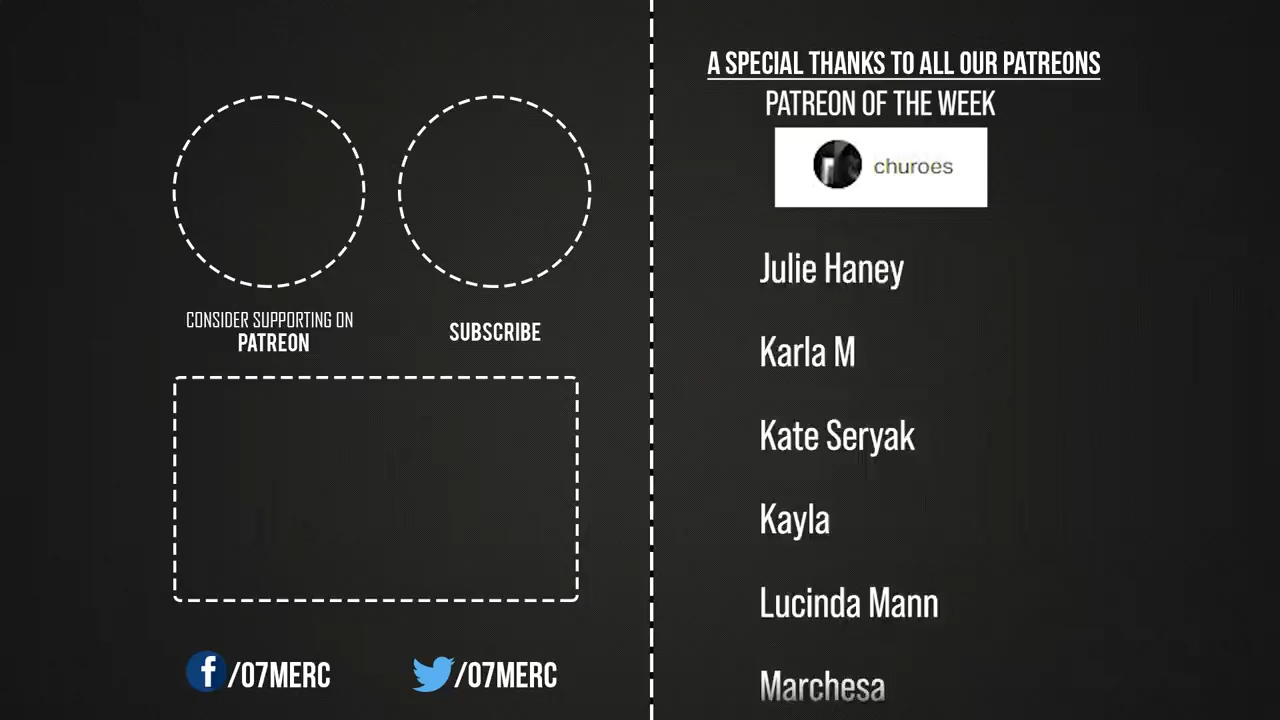 CONSIDER SUPPORTING ON
PATREON
SUBSCRIBE
/07MERC
/07MERC
A SPECIAL THANKS TO ALL OUR PATREONS
PATREON OF THE WEEK
churoes
Julie Haney
Karla M
Kate Seryak
Kayla
Lucinda Mann
Marchesa